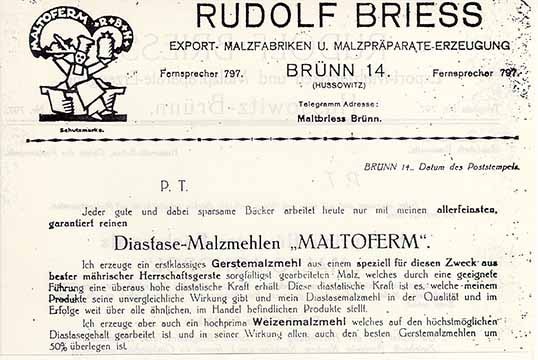 RUDOLF BRIESS
MALTOFERM R·B·H
EXPORT- MALZFABRIKEN U. MALZPRÄPARATE-ERZEUGUNG
Fernsprecher 797. BRÜNN 14. Fernsprecher 797.
(HUSSOWITZ)
Telegramm Adresse:
Maltbriess Brünn.
Schutzmarke.
BRÜNN 14., Datum des Poststempels.
P. T.
Jeder gute und dabei sparsame Bäcker arbeitet heute nur mit meinen allerfeinsten,
garantiert reinen
Diastase-Malzmehlen „MALTOFERM“.
Ich erzeuge ein erstklassiges Gerstemalzmehl aus einem speziell für diesen Zweck aus
bester mährischer Herrschaftsgerste sorgfältigst gearbeiteten Malz, welches durch eine geeignete
Führung eine überaus hohe diastatische Kraft erhält. Diese diastatische Kraft ist es, welche meinem
Produkte seine unvergleichliche Wirkung gibt und mein Diastasemalzmehl in der Qualität und im
Erfolge weit über alle ähnlichen, im Handel befindlichen Produkte stellt.
Ich erzeuge aber auch ein hochprima Weizenmalzmehl welches auf den höchstmöglichen
Diastasegehalt gearbeitet ist und in seiner Wirkung allen, auch den besten Gerstemalzmehlen um
50% überlegen ist.